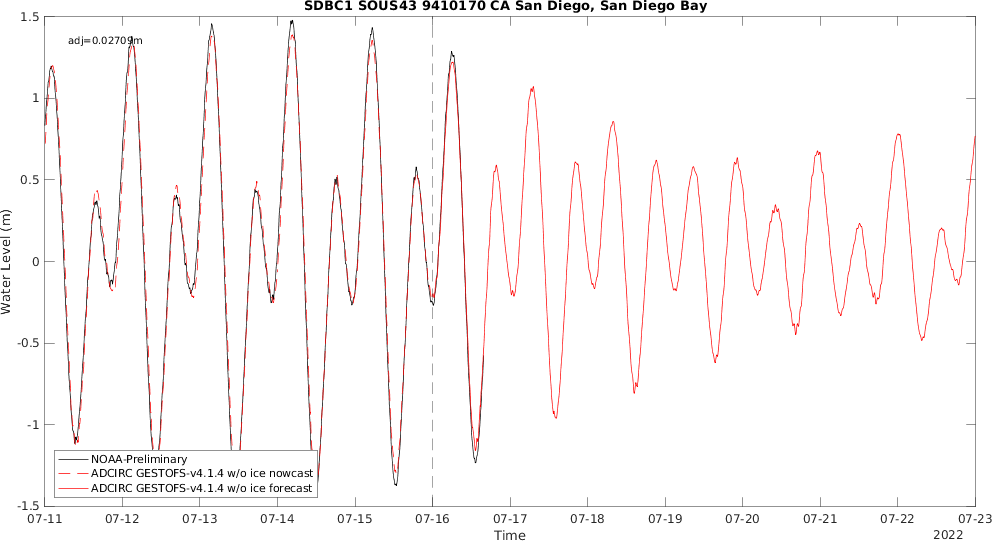 SDBC1 SOUS43 9410170 CA San Diego, San Diego Bay
adj=0.02709m
1.5
1
0.5
0
-0.5
-1
-1.5
Water Level (m)
NOAA-Preliminary
ADCIRC GESTOFS-v4.1.4 w/o ice nowcast
ADCIRC GESTOFS-v4.1.4 w/o ice forecast
07-11 07-12 07-13 07-14 07-15 07-16 07-17 07-18 07-19 07-20 07-21 07-22 07-23
Time
2022